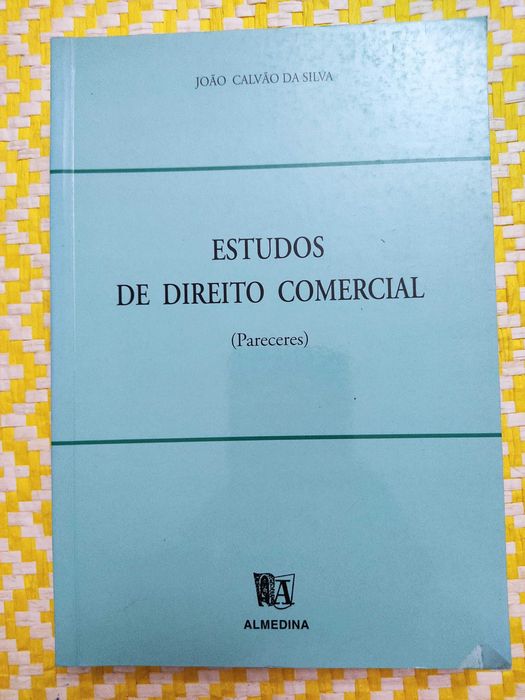 JOÃO CALVÃO DA SILVA
ESTUDOS
DE DIREITO COMERCIAL
(Pareceres)
ALMEDINA